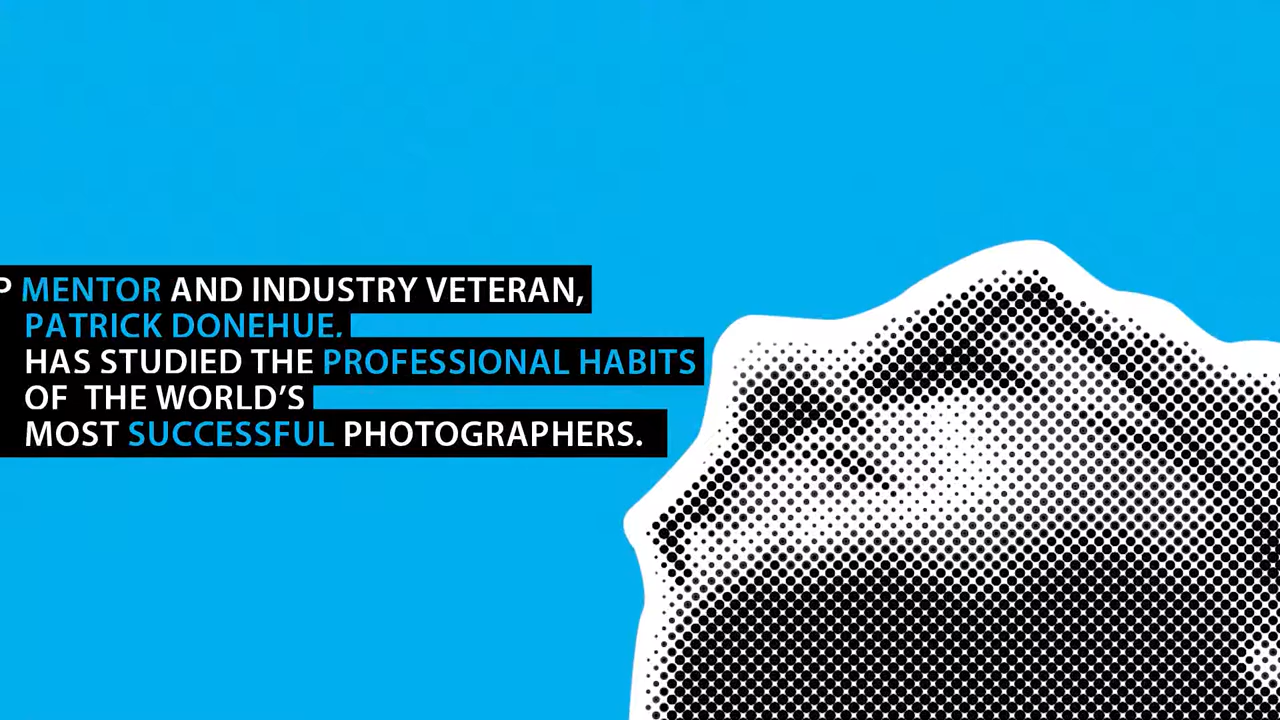 P MENTOR AND INDUSTRY VETERAN,
PATRICK DONEHUE.
HAS STUDIED THE PROFESSIONAL HABITS
OF THE WORLD'S
MOST SUCCESSFUL PHOTOGRAPHERS.